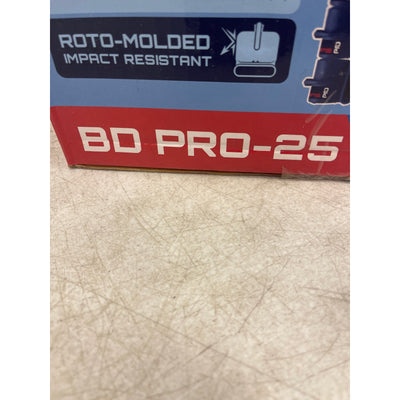 ROTO-MOLDED
IMPACT RESISTANT
BD PRO-25